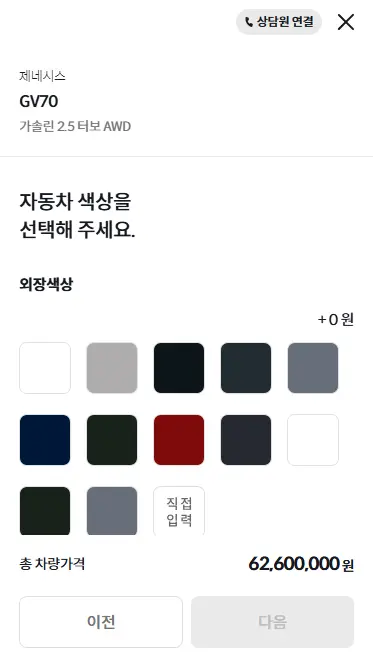 상담원 연결
제네시스
GV70
가솔린 2.5 터보 AWD
자동차 색상을
선택해 주세요.
외장색상
+0 원
직접
입력
총 차량가격 62,600,000 원
이전 다음